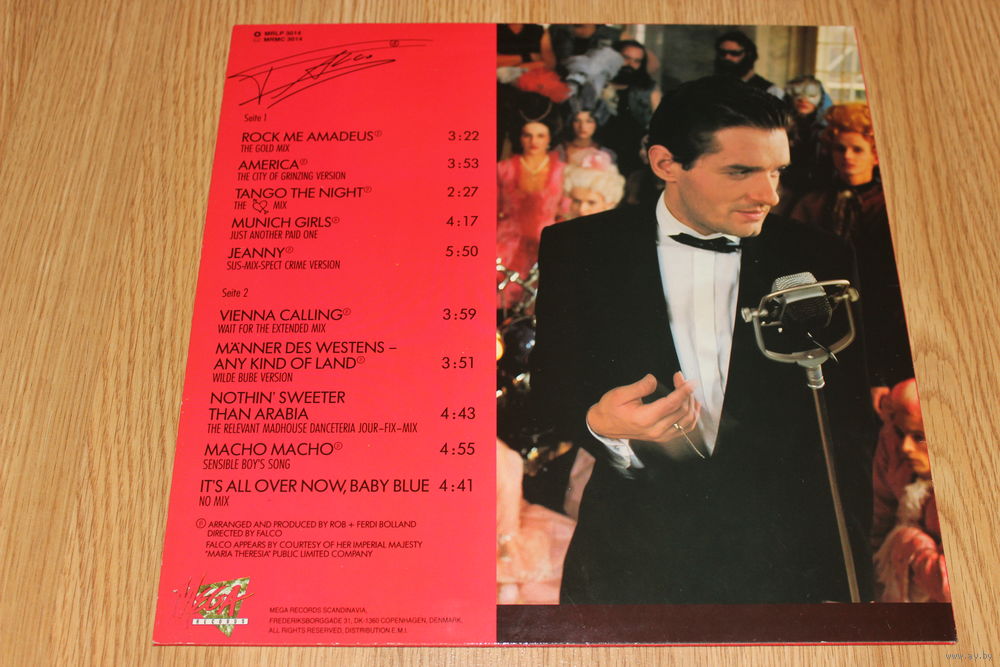 MRLP 3014
MRMC 3014
Falco
Seite 1
ROCK ME AMADEUS Ⓟ 3:22
THE GOLD MIX
AMERICA Ⓟ 3:53
THE CITY OF GRINZING VERSION
TANGO THE NIGHT Ⓟ 2:27
THE MIX
MUNICH GIRLS Ⓟ 4:17
JUST ANOTHER PAID ONE
JEANNY Ⓟ 5:50
SUS-MIX-SPECT CRIME VERSION
Seite 2
VIENNA CALLING Ⓟ 3:59
WAIT FOR THE EXTENDED MIX
MÄNNER DES WESTENS –
ANY KIND OF LAND Ⓟ 3:51
WILDE BUBE VERSION
NOTHIN' SWEETER
THAN ARABIA 4:43
THE RELEVANT MADHOUSE DANCETERIA JOUR-FIX-MIX
MACHO MACHO Ⓟ 4:55
SENSIBLE BOY'S SONG
IT'S ALL OVER NOW, BABY BLUE 4:41
NO MIX
Ⓟ ARRANGED AND PRODUCED BY ROB + FERDI BOLLAND
DIRECTED BY FALCO
FALCO APPEARS BY COURTESY OF HER IMPERIAL MAJESTY
"MARIA THERESIA" PUBLIC LIMITED COMPANY
Mega
RECORDS
MEGA RECORDS SCANDINAVIA,
FREDERIKSBORGGADE 31, DK-1360 COPENHAGEN, DENMARK.
ALL RIGHTS RESERVED, DISTRIBUTION E.M.I.
www.ay.by